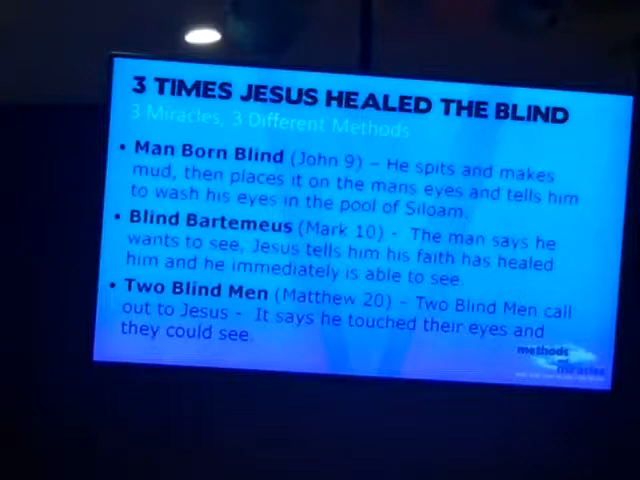 3 TIMES JESUS HEALED THE BLIND
3 Miracles, 3 Different Methods
• Man Born Blind (John 9) – He spits and makes
mud, then places it on the mans eyes and tells him
to wash his eyes in the pool of Siloam.
• Blind Bartemeus (Mark 10) - The man says he
wants to see, Jesus tells him his faith has healed
him and he immediately is able to see.
• Two Blind Men (Matthew 20) – Two Blind Men call
out to Jesus - It says he touched their eyes and
they could see.
methods
miracles